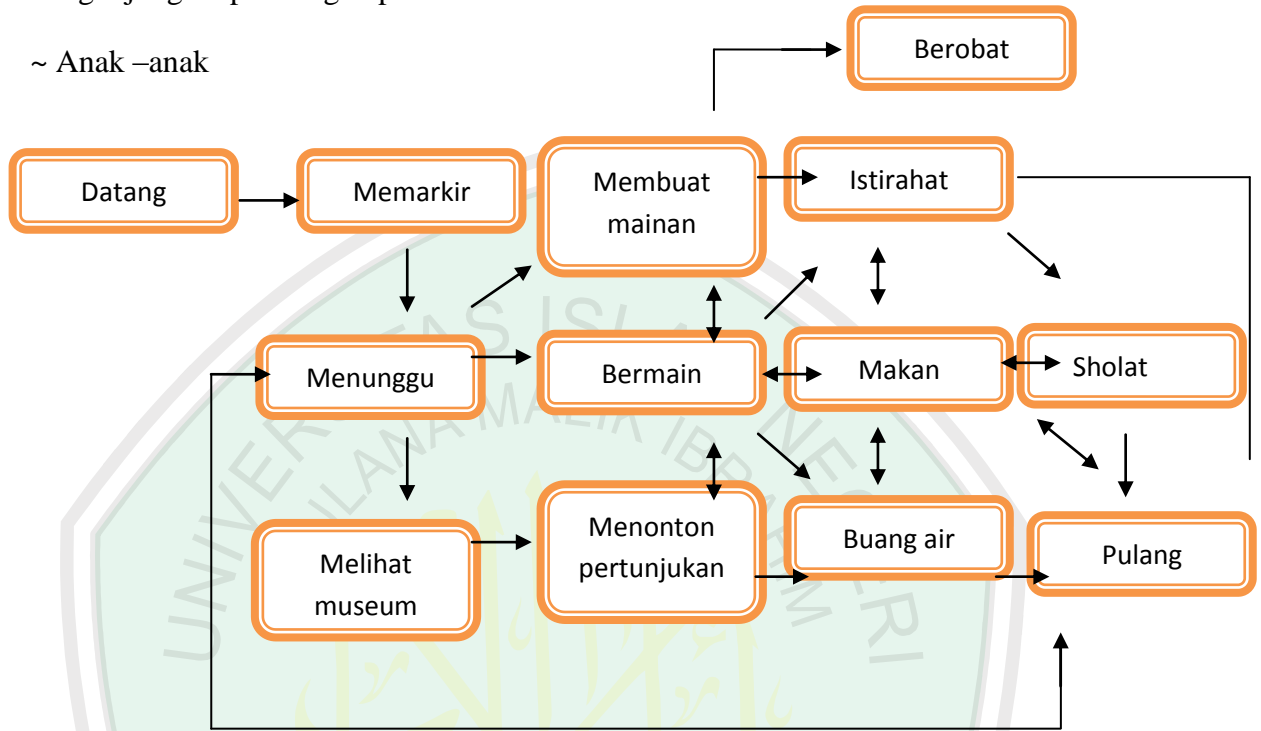 ~ Anak –anak
Berobat
Datang
Memarkir
Membuat
mainan
Istirahat
Menunggu
Bermain
Makan
Sholat
Melihat
museum
Menonton
pertunjukan
Buang air
Pulang